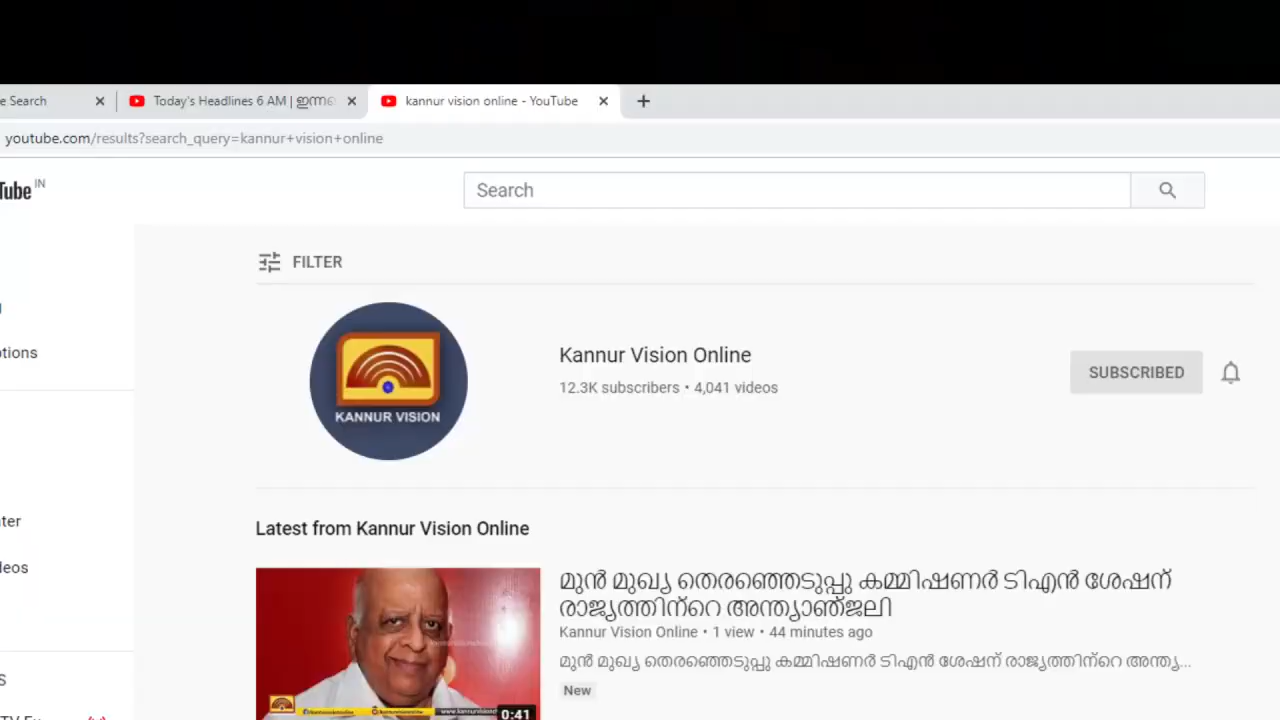 e Search
Today's Headlines 6 AM | ഇന്നത
kannur vision online - YouTube
youtube.com/results?search_query=kannur+vision+online
Tube IN
Search
FILTER
KANNUR VISION
Kannur Vision Online
12.3K subscribers • 4,041 videos
SUBSCRIBED
otions
ter
leos
S
Latest from Kannur Vision Online
മുൻ മുഖ്യ തെരഞ്ഞെടുപ്പു കമ്മിഷണർ ടിഎൻ ശേഷന്
രാജ്യത്തിന്റെ അന്ത്യാഞ്ജലി
Kannur Vision Online • 1 view • 44 minutes ago
മുൻ മുഖ്യ തെരഞ്ഞെടുപ്പു കമ്മിഷണർ ടിഎൻ ശേഷന് രാജ്യത്തിന്റെ അന്ത്യ...
New
0:41